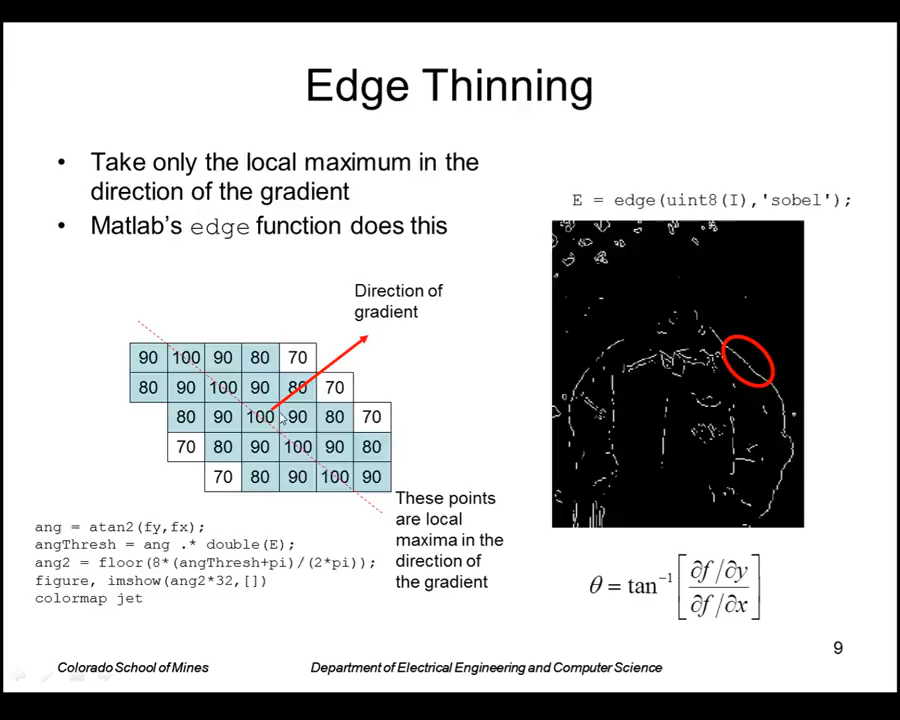 Edge Thinning
• Take only the local maximum in the
direction of the gradient
• Matlab's edge function does this
E = edge(uint8(I),'sobel');
Direction of
gradient
90 100 90 80 70
80 90 100 90 80 70
80 90 100 90 80 70
70 80 90 100 90 80
70 80 90 100 90
These points
are local
maxima in the
direction of
the gradient
ang = atan2(fy,fx);
angThresh = ang .* double(E);
ang2 = floor(8*(angThresh+pi)/(2*pi));
figure, imshow(ang2*32,[])
colormap jet
θ = tan⁻¹ [∂f/∂y
∂f/∂x]
9
Colorado School of Mines
Department of Electrical Engineering and Computer Science